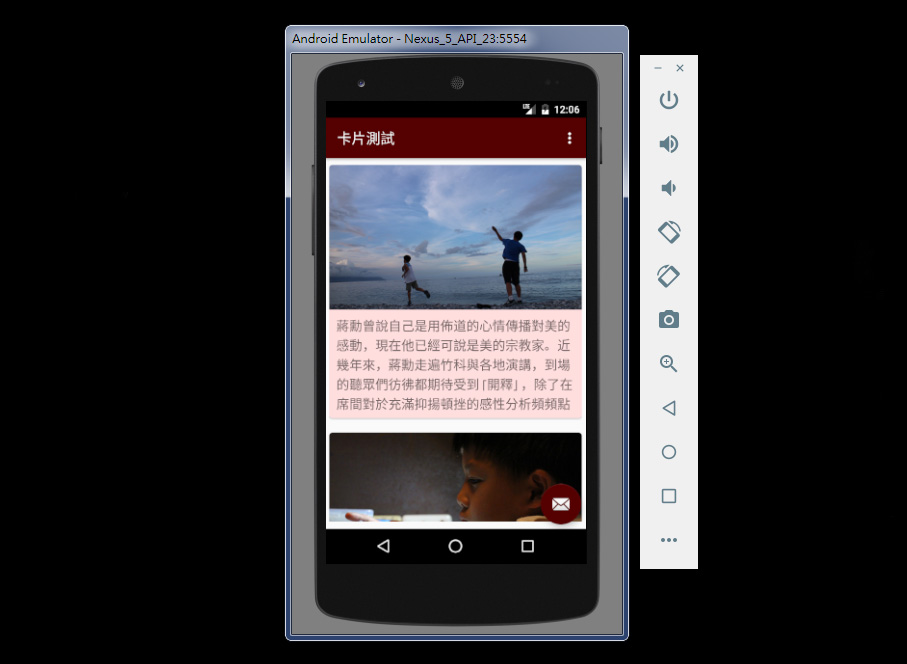 Android Emulator - Nexus_5_API_23:5554
LTE 12:06
卡片測試
蔣勳曾說自己是用佈道的心情傳播對美的
感動，現在他已經可說是美的宗教家。近
幾年來，蔣勳走遍竹科與各地演講，到場
的聽眾們彷彿都期待受到「開釋」，除了在
席間對於充滿抑揚頓挫的感性分析頻頻點